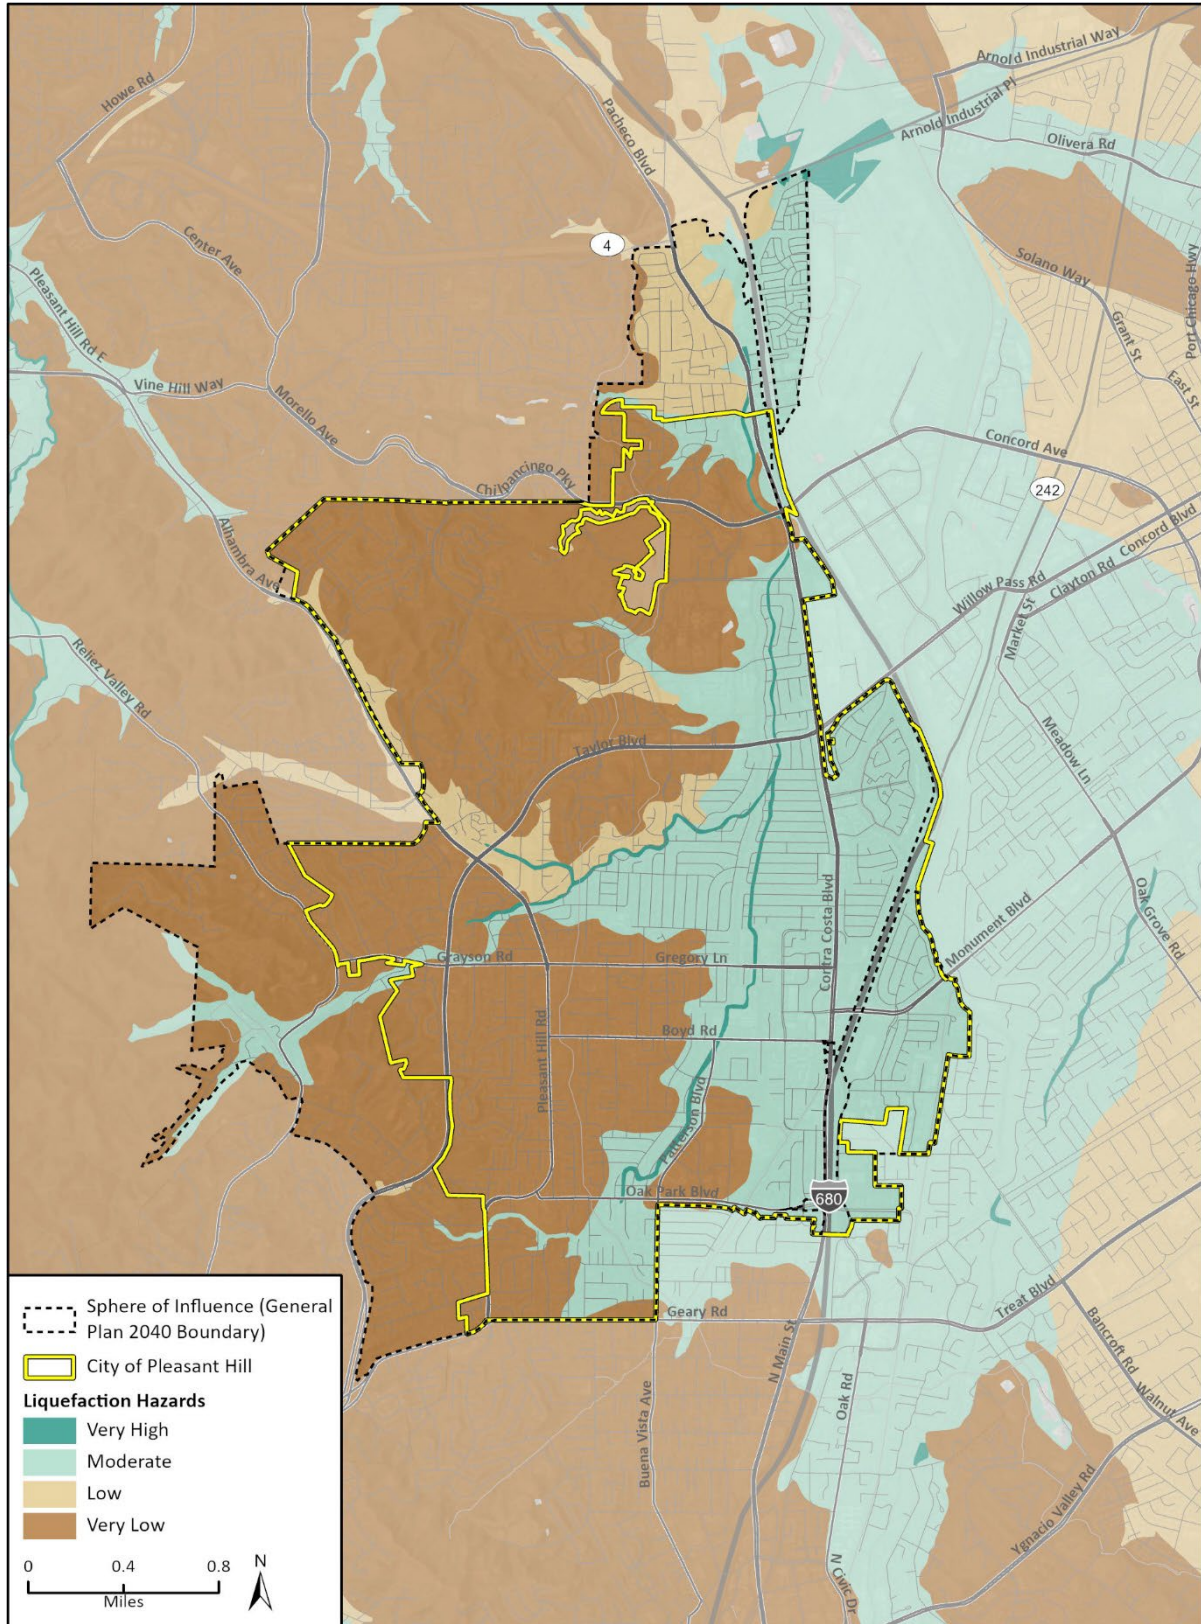 Arnold Industrial Way
Howe Rd
Pacheco Blvd
Arnold Industrial Pl
Olivera Rd
4
Center Ave
Solano Way
Port Chicago Hwy
Pleasant Hill Rd E
Grant St
Vine Hill Way
East St
Morello Ave
Concord Ave
Chilpancingo Pky
242
Concord Blvd
Alhambra Ave
Willow Pass Rd
Clayton Rd
Market St
Reliez Valley Rd
Meadow Ln
Taylor Blvd
Contra Costa Blvd
Oak Grove Rd
Monument Blvd
Grayson Rd
Gregory Ln
Pleasant Hill Rd
Boyd Rd
Patterson Blvd
Oak Park Blvd
680
Geary Rd
Treat Blvd
N Main St
Bancroft Rd
Oak Rd
Buena Vista Ave
Walnut Ave
Ygnacio Valley Rd
N Civic Dr
Sphere of Influence (General
Plan 2040 Boundary)
City of Pleasant Hill
Liquefaction Hazards
Very High
Moderate
Low
Very Low
0 0.4 0.8
Miles
N